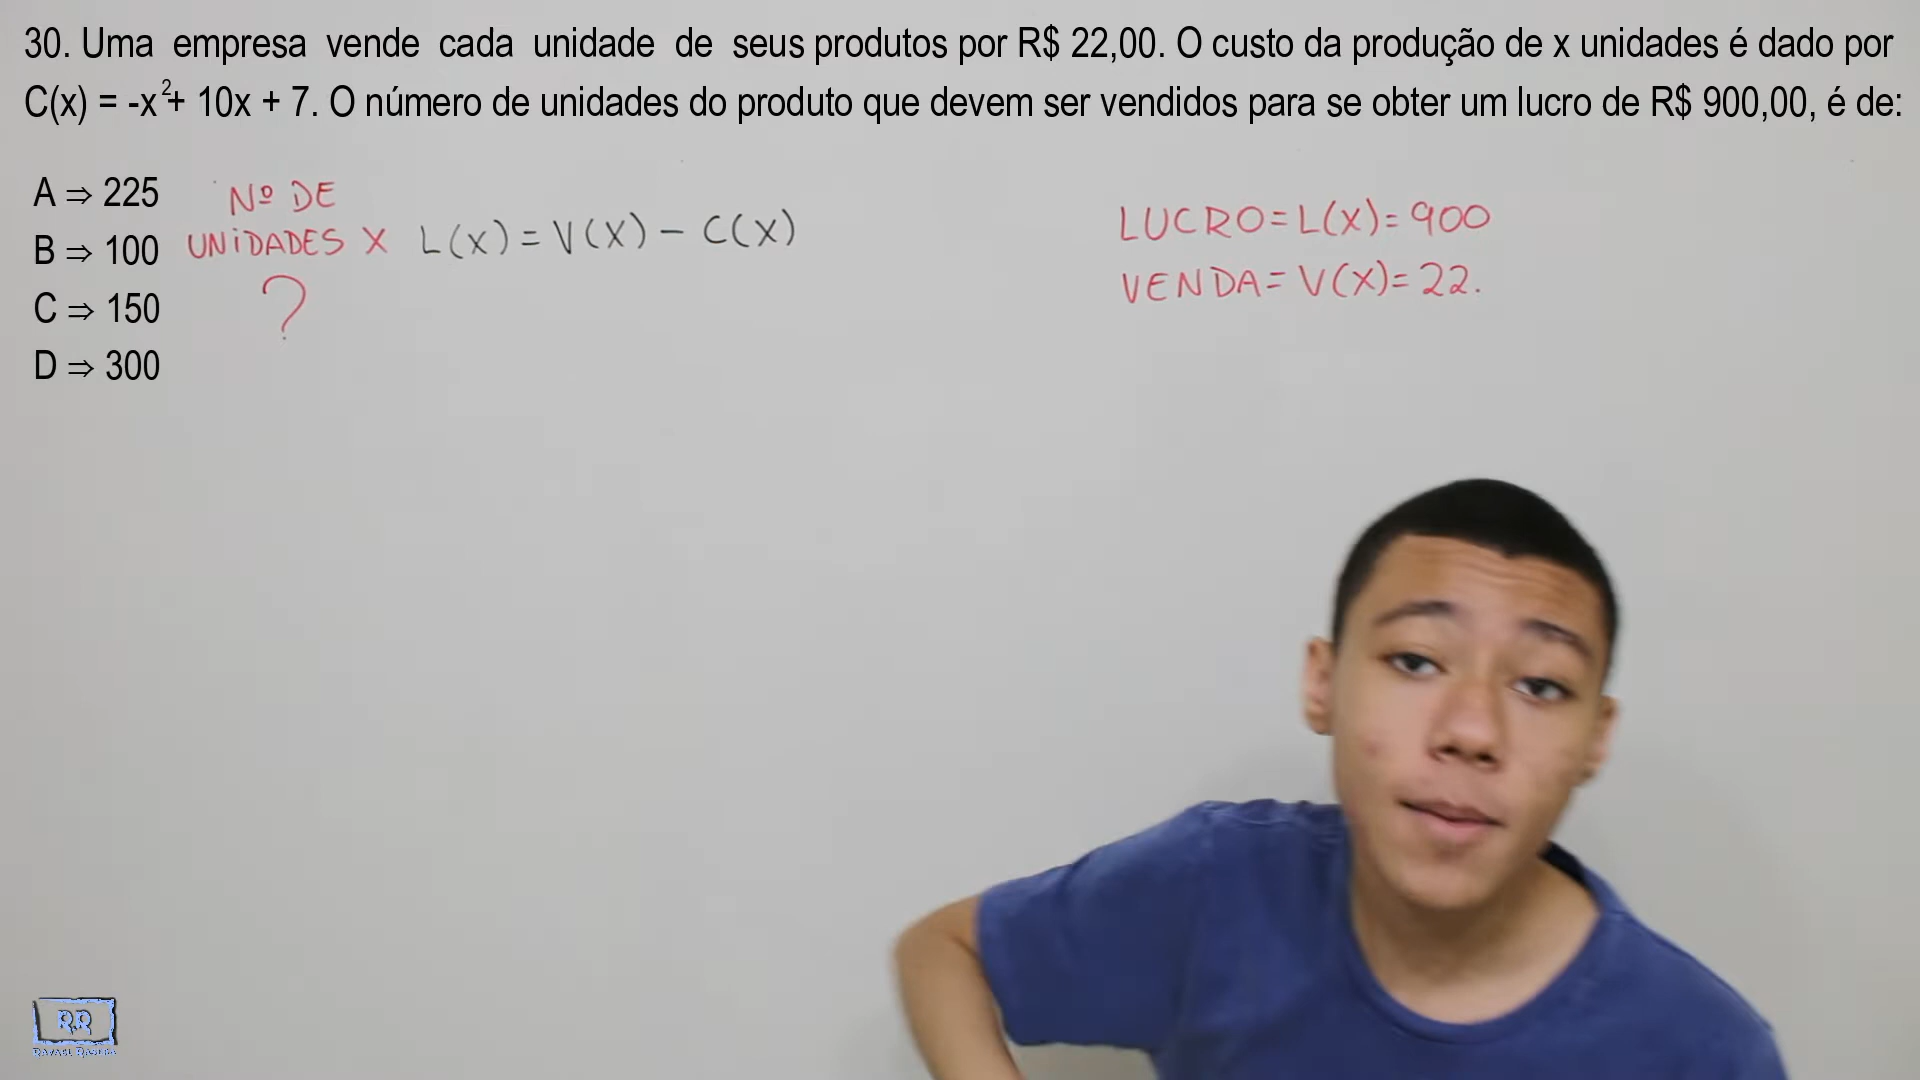 30. Uma empresa vende cada unidade de seus produtos por R$ 22,00. O custo da produção de x unidades é dado por
C(x) = -x²+ 10x + 7. O número de unidades do produto que devem ser vendidos para se obter um lucro de R$ 900,00, é de:
A ⇒ 225
B ⇒ 100
C ⇒ 150
D ⇒ 300
Nº DE
UNIDADES X
?
L(X) = V(X) - C(X)
LUCRO = L(X) = 900
VENDA = V(X) = 22.
RR